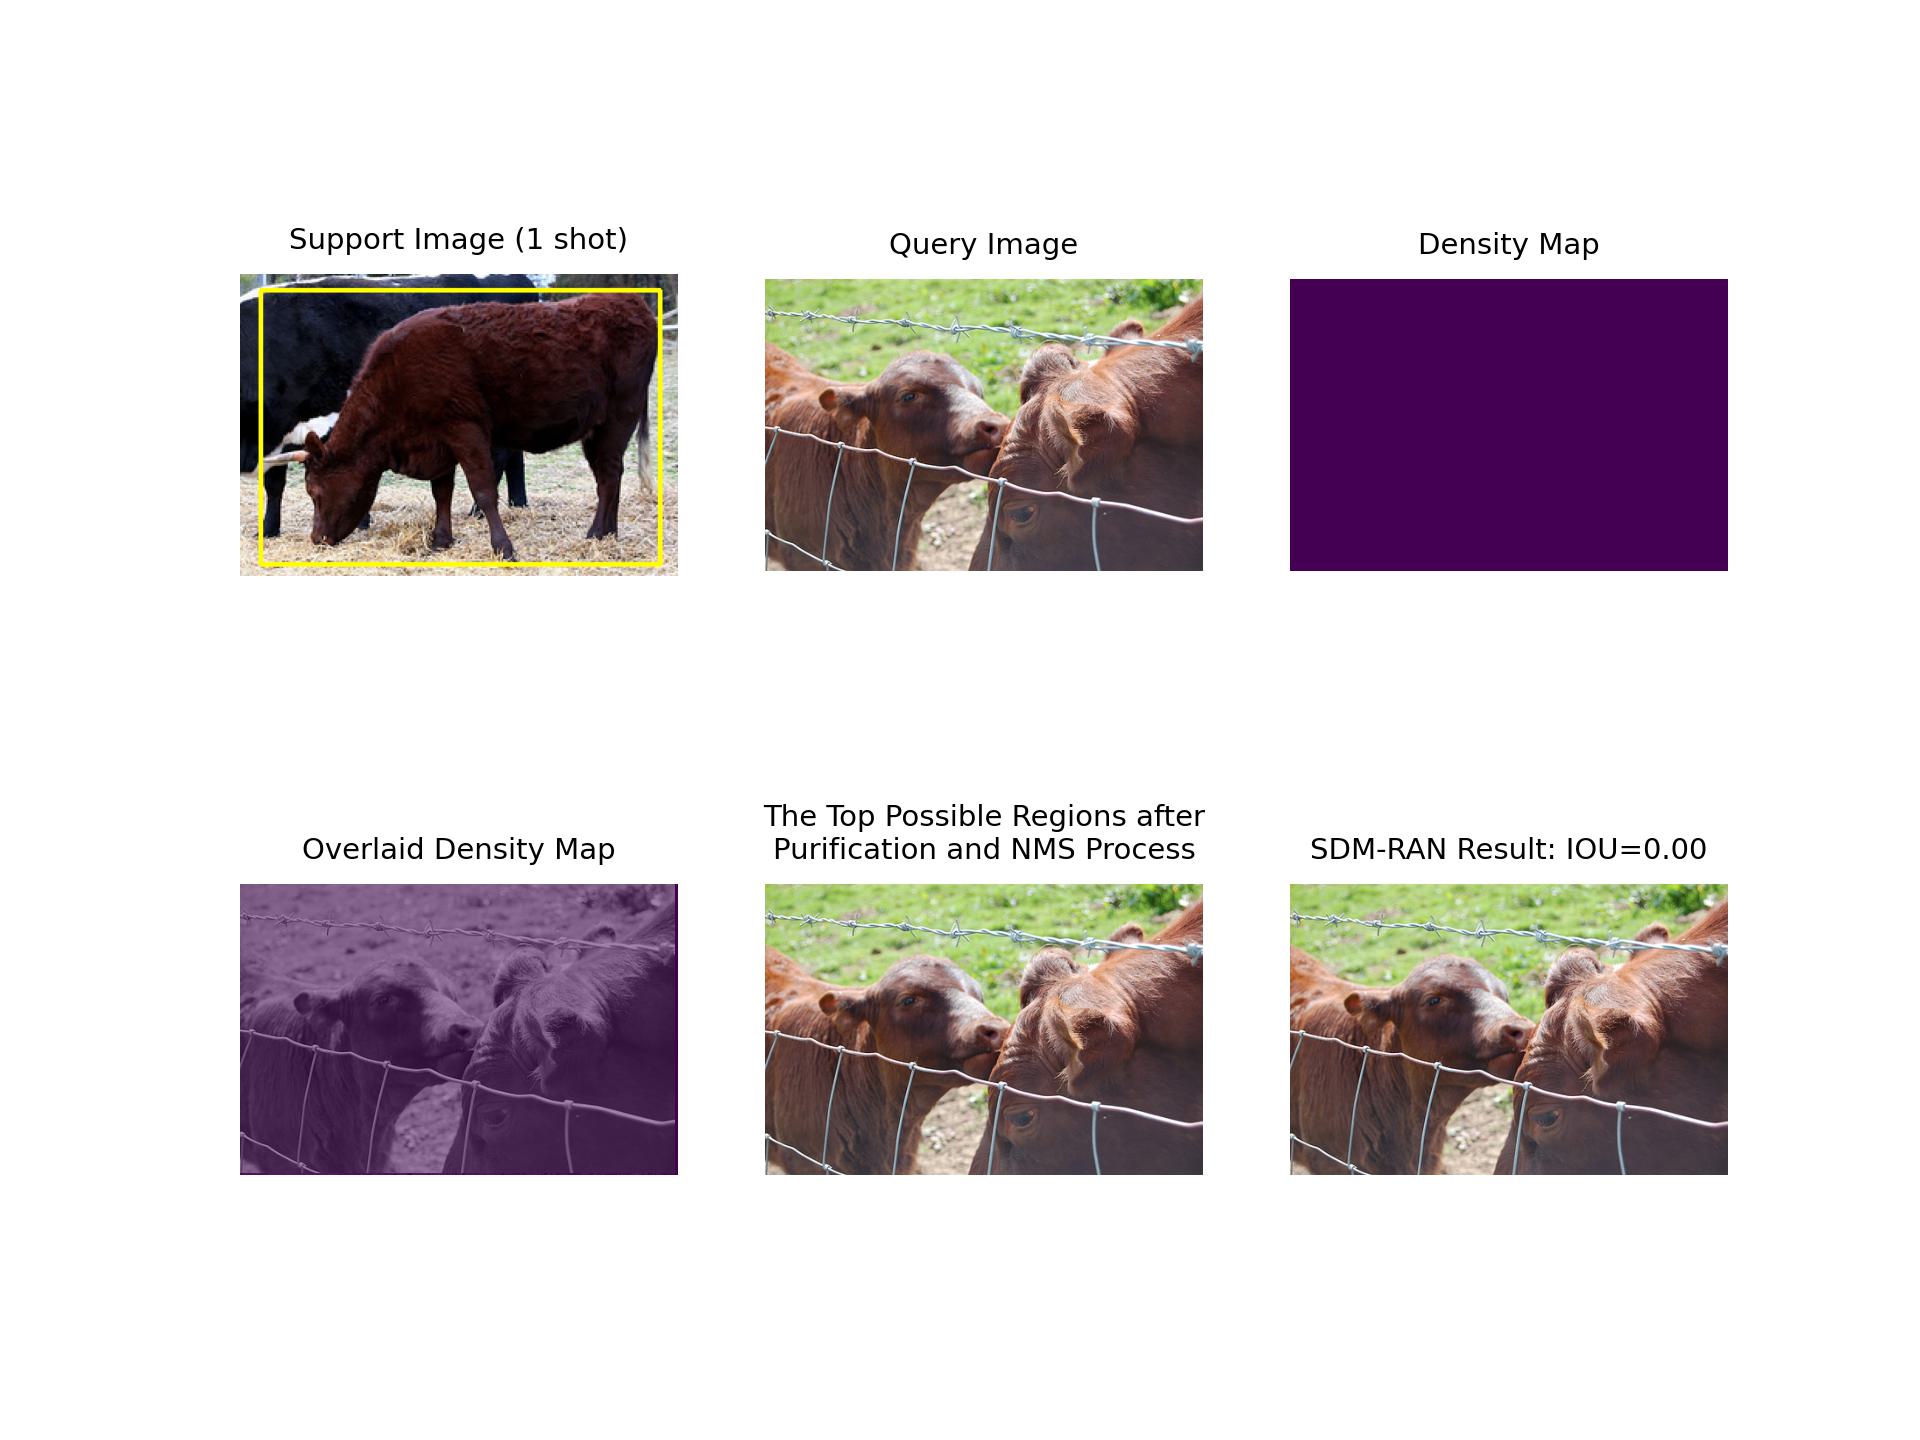 Support Image (1 shot)
Query Image
Density Map
Overlaid Density Map
The Top Possible Regions after
Purification and NMS Process
SDM-RAN Result: IOU=0.00